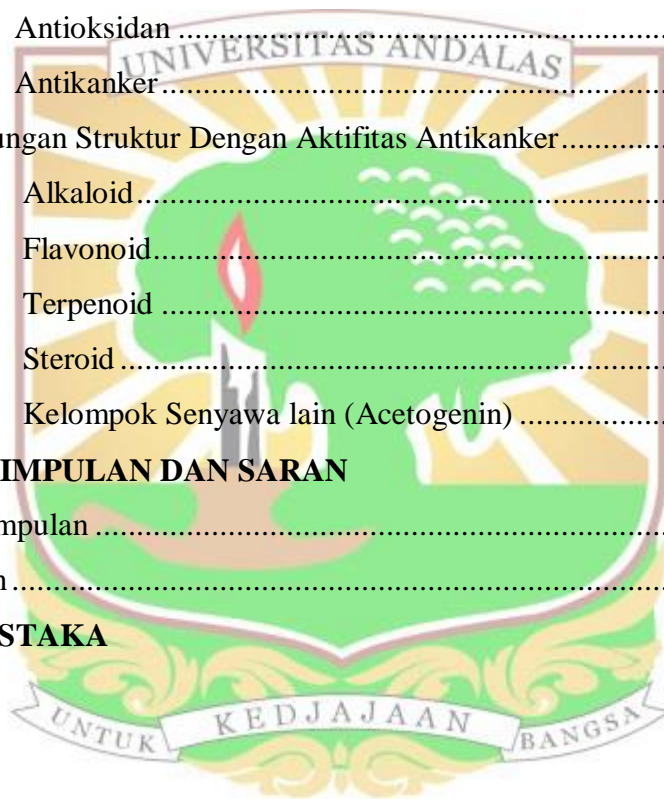 Antioksidan ....................................................
UNIVERSITAS ANDALAS
Antikanker ....................................................
ungan Struktur Dengan Aktifitas Antikanker ..............
Alkaloid ....................................................
Flavonoid ....................................................
Terpenoid ....................................................
Steroid ....................................................
Kelompok Senyawa lain (Acetogenin) ....................
IMPULAN DAN SARAN
mpulan ....................................................
n ....................................................
STAKA
UNTUK KEDJAJAAN BANGSA